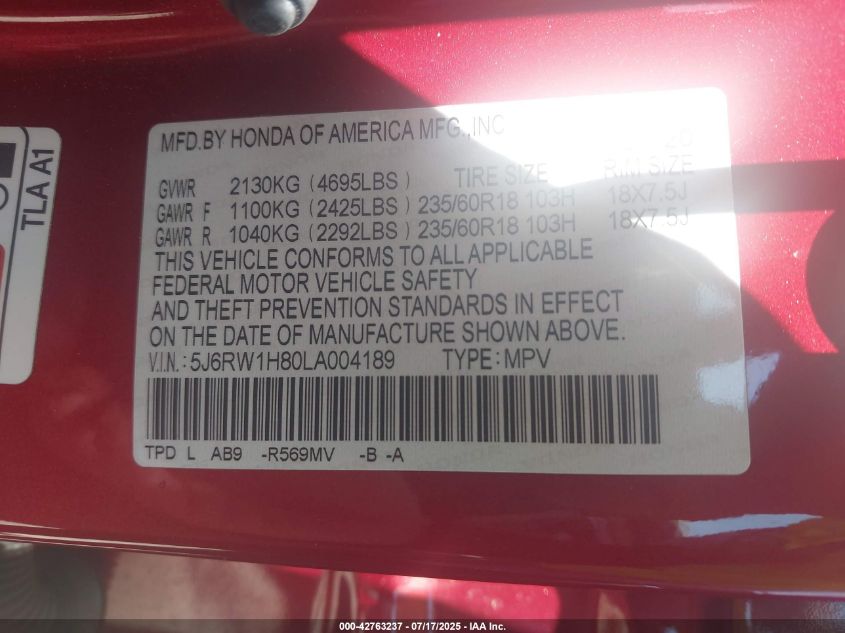 MFD.BY HONDA OF AMERICA MFG.,INC 20
GVWR 2130KG (4695LBS) TIRE SIZE RIM SIZE
GAWR F 1100KG (2425LBS) 235/60R18 103H 18X7.5J
GAWR R 1040KG (2292LBS) 235/60R18 103H 18X7.5J
THIS VEHICLE CONFORMS TO ALL APPLICABLE
FEDERAL MOTOR VEHICLE SAFETY
AND THEFT PREVENTION STANDARDS IN EFFECT
ON THE DATE OF MANUFACTURE SHOWN ABOVE.
V.I.N.: 5J6RW1H80LA004189 TYPE: MPV
TPD L AB9 -R569MV -B -A
TLA A1
000-42763237 - 07/17/2025 - IAA Inc.